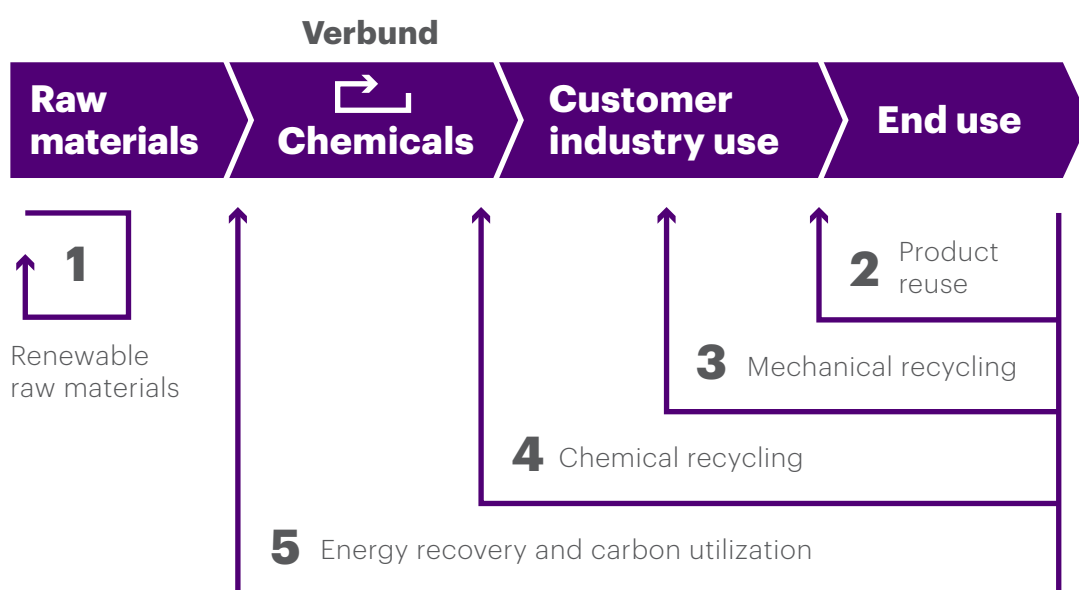 Verbund
Raw
materials
Chemicals
Customer
industry use
End use
1
Renewable
raw materials
2 Product
reuse
3 Mechanical recycling
4 Chemical recycling
5 Energy recovery and carbon utilization